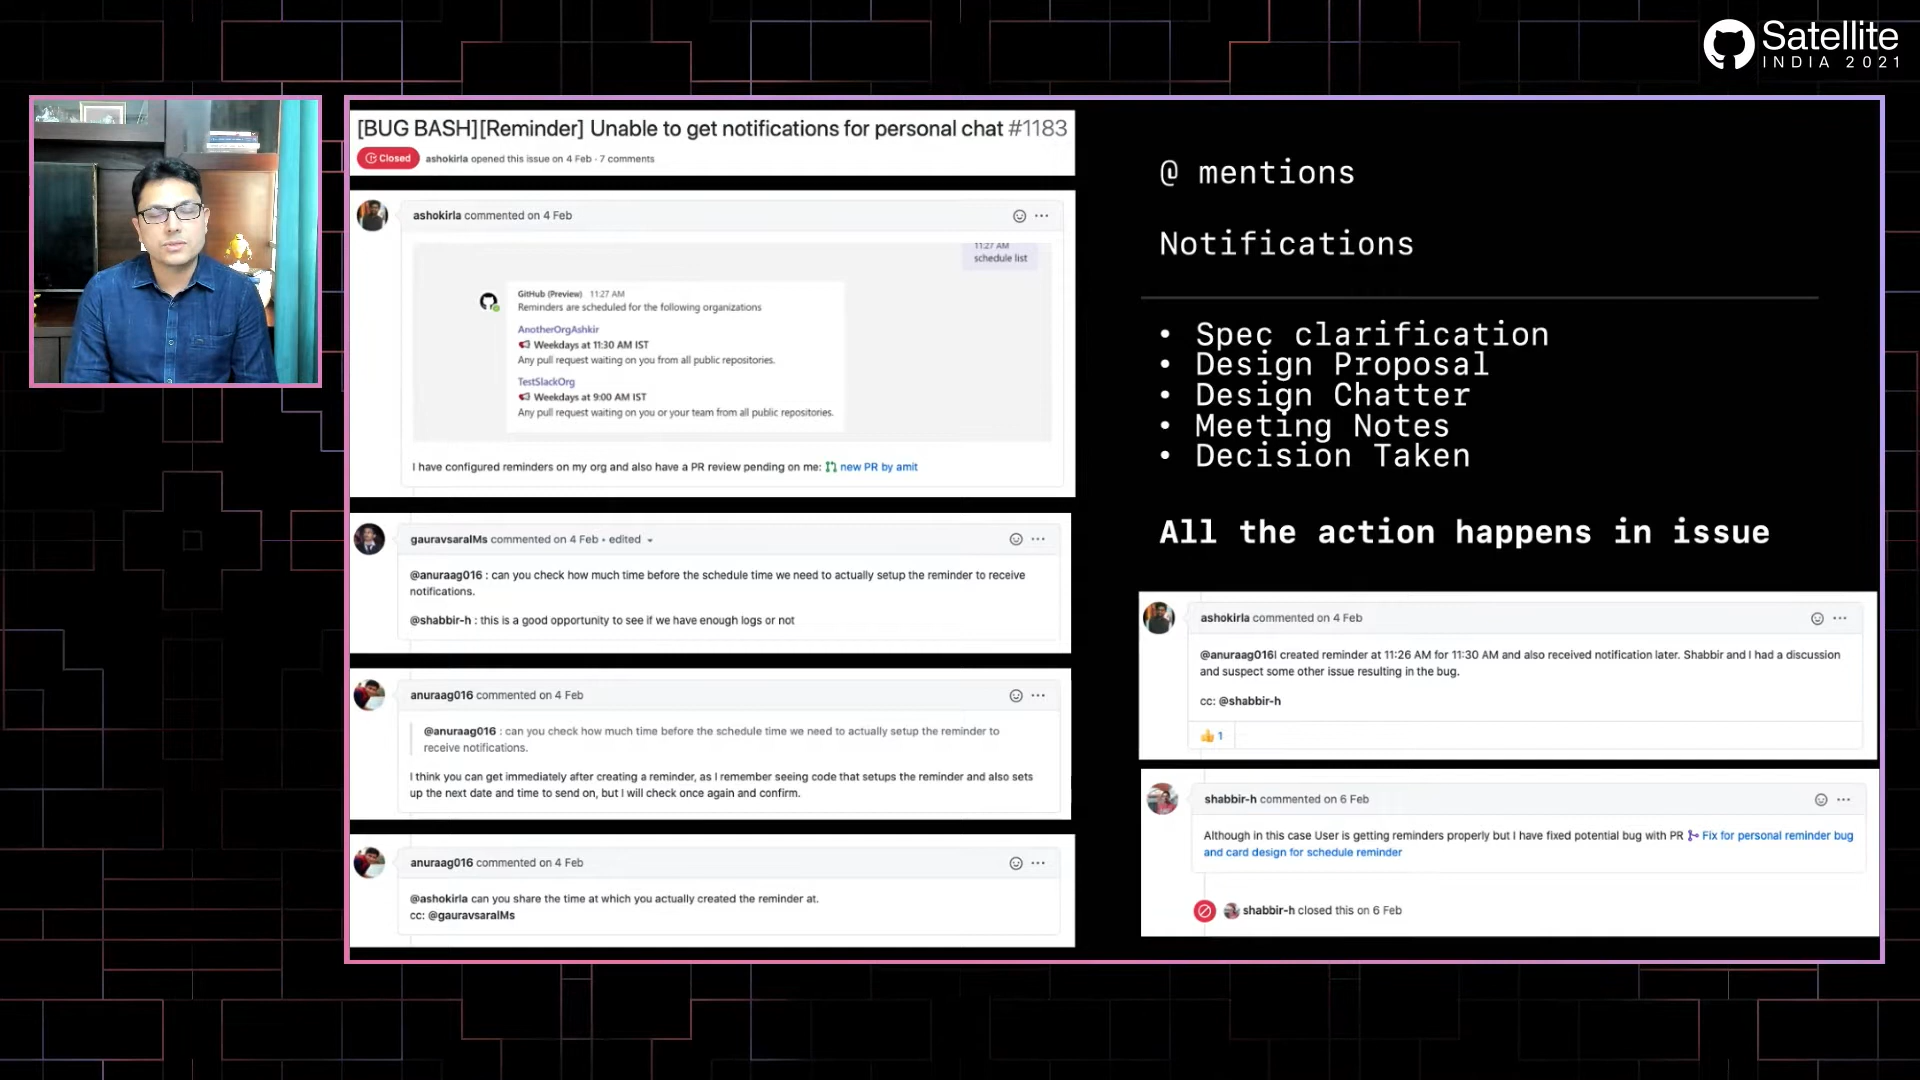 Satellite
INDIA 2021
[BUG BASH][Reminder] Unable to get notifications for personal chat #1183
Closed ashokirla opened this issue on 4 Feb · 7 comments
ashokirla commented on 4 Feb
11:27 AM
schedule list
GitHub (Preview) 11:27 AM
Reminders are scheduled for the following organizations
AnotherOrgAshkir
Weekdays at 11:30 AM IST
Any pull request waiting on you from all public repositories.
TestSlackOrg
Weekdays at 9:00 AM IST
Any pull request waiting on you or your team from all public repositories.
I have configured reminders on my org and also have a PR review pending on me: new PR by amit
gauravsaralMs commented on 4 Feb • edited
@anuraag016 : can you check how much time before the schedule time we need to actually setup the reminder to receive
notifications.
@shabbir-h : this is a good opportunity to see if we have enough logs or not
anuraag016 commented on 4 Feb
@anuraag016 : can you check how much time before the schedule time we need to actually setup the reminder to
receive notifications.
I think you can get immediately after creating a reminder, as I remember seeing code that setups the reminder and also sets
up the next date and time to send on, but I will check once again and confirm.
anuraag016 commented on 4 Feb
@ashokirla can you share the time at which you actually created the reminder at.
cc: @gauravsaralMs
@ mentions
Notifications
• Spec clarification
• Design Proposal
• Design Chatter
• Meeting Notes
• Decision Taken
All the action happens in issue
ashokirla commented on 4 Feb
@anuraag016I created reminder at 11:26 AM for 11:30 AM and also received notification later. Shabbir and I had a discussion
and suspect some other issue resulting in the bug.
cc: @shabbir-h
👍 1
shabbir-h commented on 6 Feb
Although in this case User is getting reminders properly but I have fixed potential bug with PR Fix for personal reminder bug
and card design for schedule reminder
shabbir-h closed this on 6 Feb